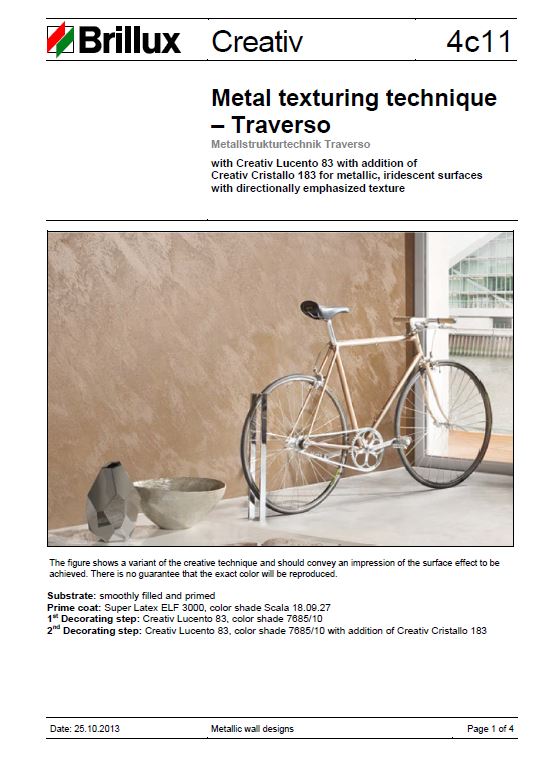 Brillux Creativ 4c11
Metal texturing technique
– Traverso
Metallstrukturtechnik Traverso
with Creativ Lucento 83 with addition of
Creativ Cristallo 183 for metallic, iridescent surfaces
with directionally emphasized texture
The figure shows a variant of the creative technique and should convey an impression of the surface effect to be
achieved. There is no guarantee that the exact color will be reproduced.
Substrate: smoothly filled and primed
Prime coat: Super Latex ELF 3000, color shade Scala 18.09.27
1st Decorating step: Creativ Lucento 83, color shade 7685/10
2nd Decorating step: Creativ Lucento 83, color shade 7685/10 with addition of Creativ Cristallo 183
Date: 25.10.2013 Metallic wall designs Page 1 of 4